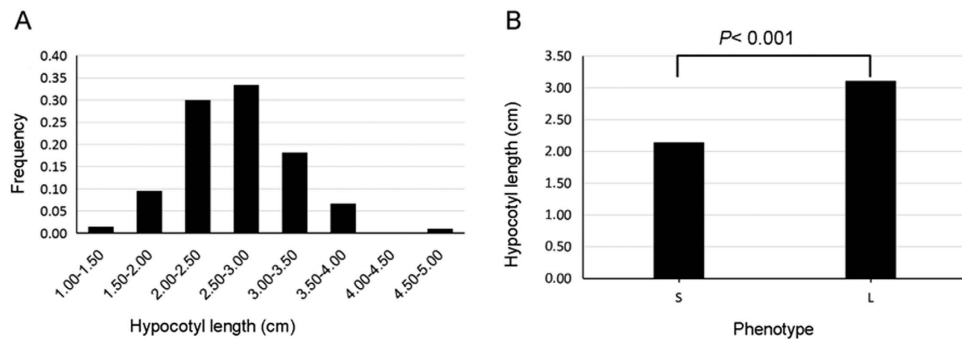 A
0.40
0.35
0.30
0.25
0.20
0.15
0.10
0.05
0.00
Frequency
1.00-1.50
1.50-2.00
2.00-2.50
2.50-3.00
3.00-3.50
3.50-4.00
4.00-4.50
4.50-5.00
Hypocotyl length (cm)
B
P< 0.001
3.50
3.00
2.50
2.00
1.50
1.00
0.50
0.00
Hypocotyl length (cm)
S
L
Phenotype